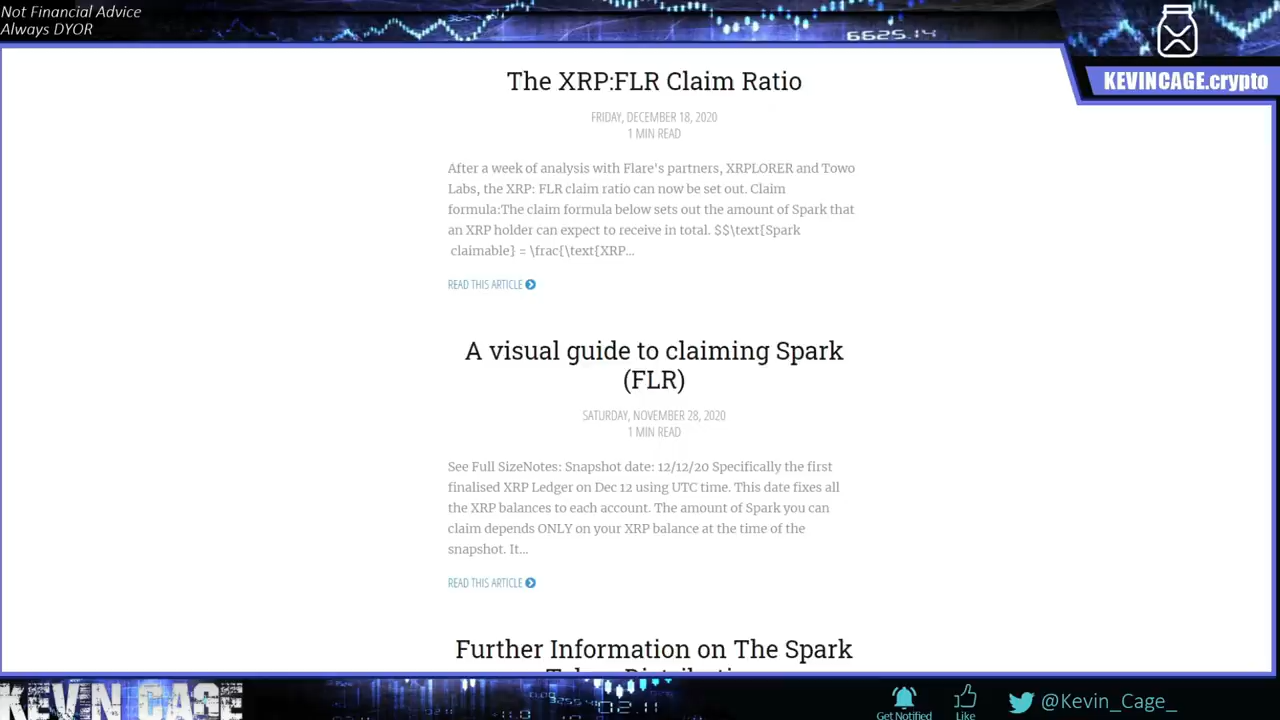 Not Financial Advice
Always DYOR
6625.14
KEVINCAGE.crypto
The XRP:FLR Claim Ratio
FRIDAY, DECEMBER 18, 2020
1 MIN READ
After a week of analysis with Flare's partners, XRPLORER and Towo
Labs, the XRP: FLR claim ratio can now be set out. Claim
formula:The claim formula below sets out the amount of Spark that
an XRP holder can expect to receive in total. $$\text{Spark
claimable} = \frac{\text{XRP...
READ THIS ARTICLE
A visual guide to claiming Spark
(FLR)
SATURDAY, NOVEMBER 28, 2020
1 MIN READ
See Full SizeNotes: Snapshot date: 12/12/20 Specifically the first
finalised XRP Ledger on Dec 12 using UTC time. This date fixes all
the XRP balances to each account. The amount of Spark you can
claim depends ONLY on your XRP balance at the time of the
snapshot. It...
READ THIS ARTICLE
Further Information on The Spark
KEVIN CAGE
Get Notified
Like
@Kevin_Cage_